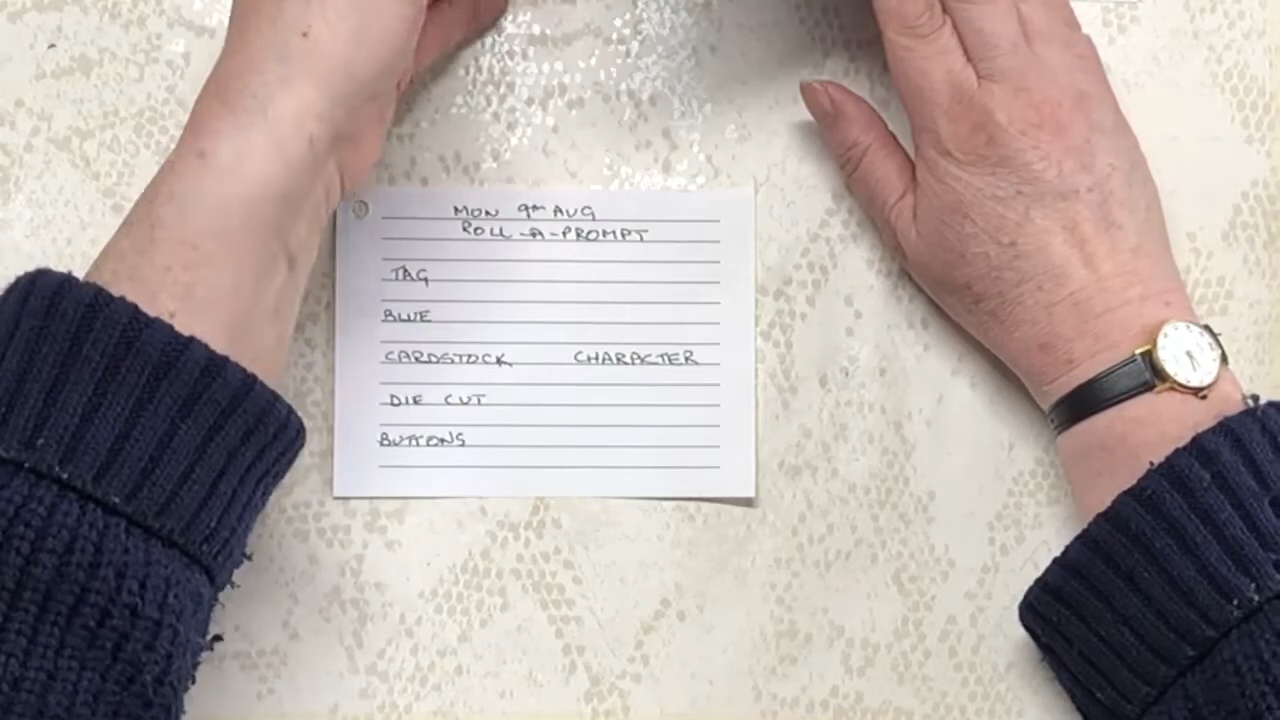 MON 9TH AUG
ROLL-A-PROMPT
TAG
BLUE
CARDSTOCK CHARACTER
DIE CUT
BUTTONS